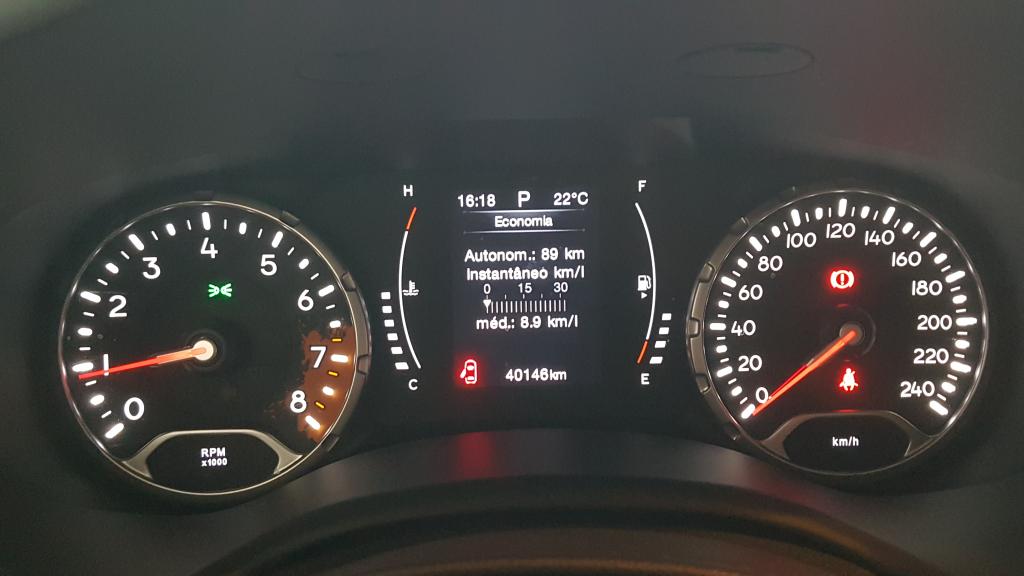 16:18 P 22°C
Economia
Autonom.: 89 km
Instantâneo km/l
0 15 30
méd.: 8.9 km/l
40146km
H
C
F
E
0
1
2
3
4
5
6
7
8
RPM
x1000
0
20
40
60
80
100
120
140
160
180
200
220
240
km/h